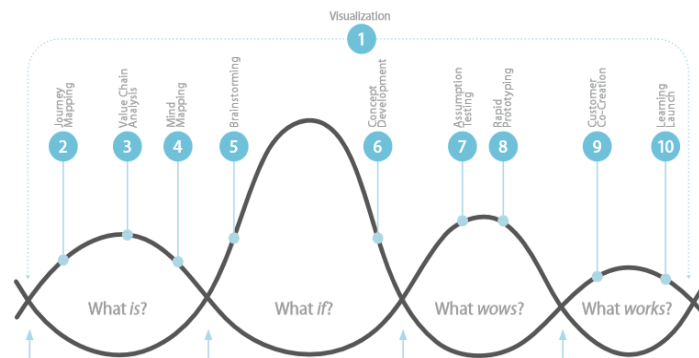 Visualization
1
Journey
Mapping
2
Value Chain
Analysis
3
Mind
Mapping
4
Brainstorming
5
Concept
Development
6
Assumption
Testing
7
Rapid
Prototyping
8
Customer
Co-Creation
9
Learning
Launch
10
What is?
What if?
What wows?
What works?